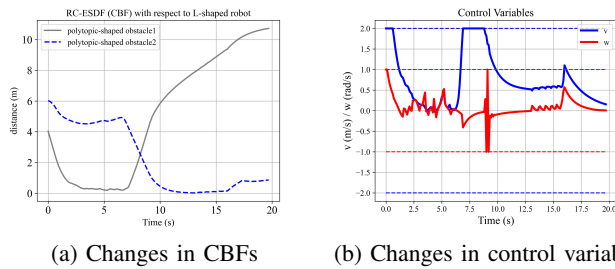 RC-ESDF (CBF) with respect to L-shaped robot
polytopic-shaped obstacle1
polytopic-shaped obstacle2
distance (m)
10
8
6
4
2
0
0
5
10
15
20
Time (s)
(a) Changes in CBFs
Control Variables
v
w
v (m/s) / w (rad/s)
2.0
1.5
1.0
0.5
0.0
−0.5
−1.0
−1.5
−2.0
0.0
2.5
5.0
7.5
10.0
12.5
15.0
17.5
20.0
Time (s)
(b) Changes in control variabl